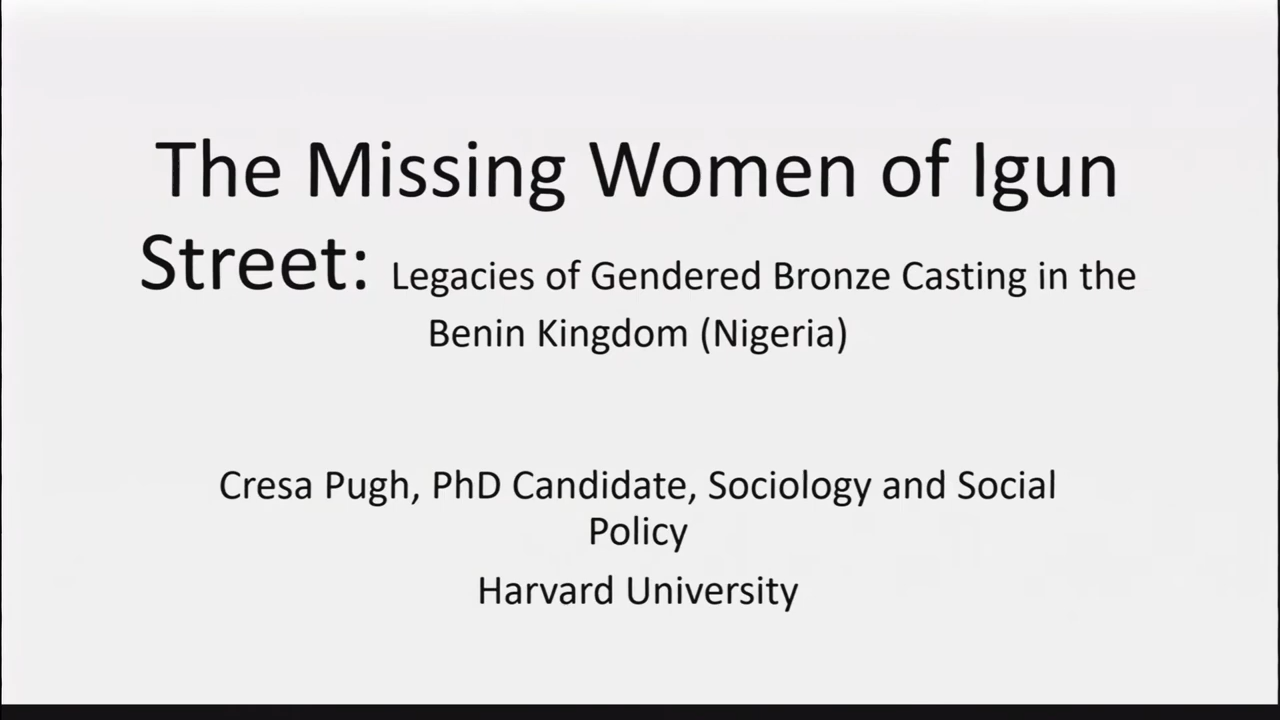 The Missing Women of Igun
Street: Legacies of Gendered Bronze Casting in the
Benin Kingdom (Nigeria)
Cresa Pugh, PhD Candidate, Sociology and Social
Policy
Harvard University